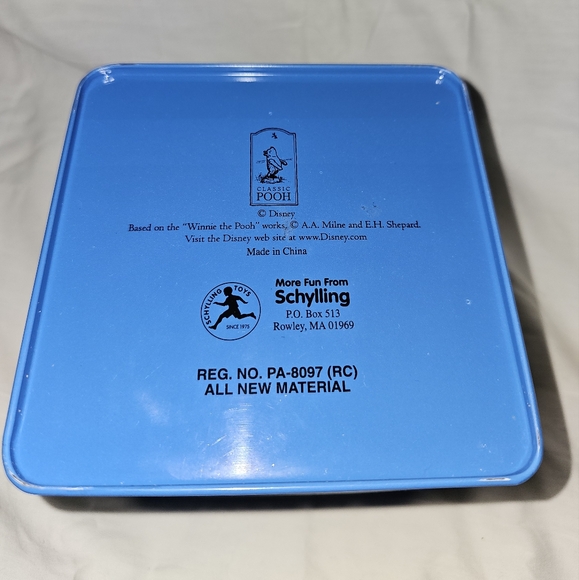 CLASSIC
POOH
© Disney
Based on the "Winnie the Pooh" works, © A.A. Milne and E.H. Shepard.
Visit the Disney web site at www.Disney.com
Made in China
SCHYLLING TOYS
SINCE 1975
More Fun From
Schylling
P.O. Box 513
Rowley, MA 01969
REG. NO. PA-8097 (RC)
ALL NEW MATERIAL